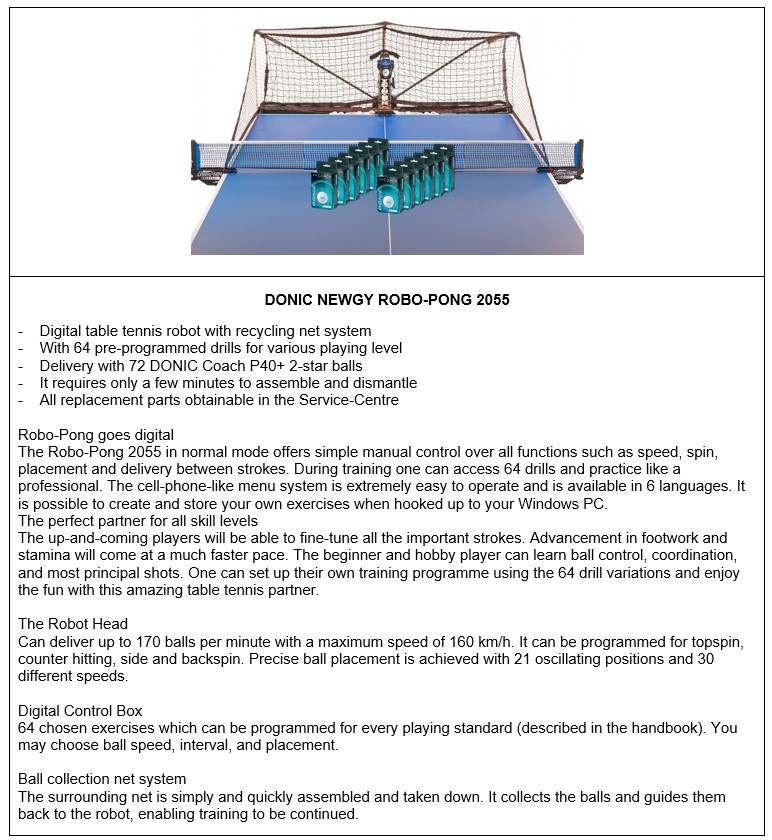 DONIC NEWGY ROBO-PONG 2055
- Digital table tennis robot with recycling net system
- With 64 pre-programmed drills for various playing level
- Delivery with 72 DONIC Coach P40+ 2-star balls
- It requires only a few minutes to assemble and dismantle
- All replacement parts obtainable in the Service-Centre
Robo-Pong goes digital
The Robo-Pong 2055 in normal mode offers simple manual control over all functions such as speed, spin,
placement and delivery between strokes. During training one can access 64 drills and practice like a
professional. The cell-phone-like menu system is extremely easy to operate and is available in 6 languages. It
is possible to create and store your own exercises when hooked up to your Windows PC.
The perfect partner for all skill levels
The up-and-coming players will be able to fine-tune all the important strokes. Advancement in footwork and
stamina will come at a much faster pace. The beginner and hobby player can learn ball control, coordination,
and most principal shots. One can set up their own training programme using the 64 drill variations and enjoy
the fun with this amazing table tennis partner.
The Robot Head
Can deliver up to 170 balls per minute with a maximum speed of 160 km/h. It can be programmed for topspin,
counter hitting, side and backspin. Precise ball placement is achieved with 21 oscillating positions and 30
different speeds.
Digital Control Box
64 chosen exercises which can be programmed for every playing standard (described in the handbook). You
may choose ball speed, interval, and placement.
Ball collection net system
The surrounding net is simply and quickly assembled and taken down. It collects the balls and guides them
back to the robot, enabling training to be continued.